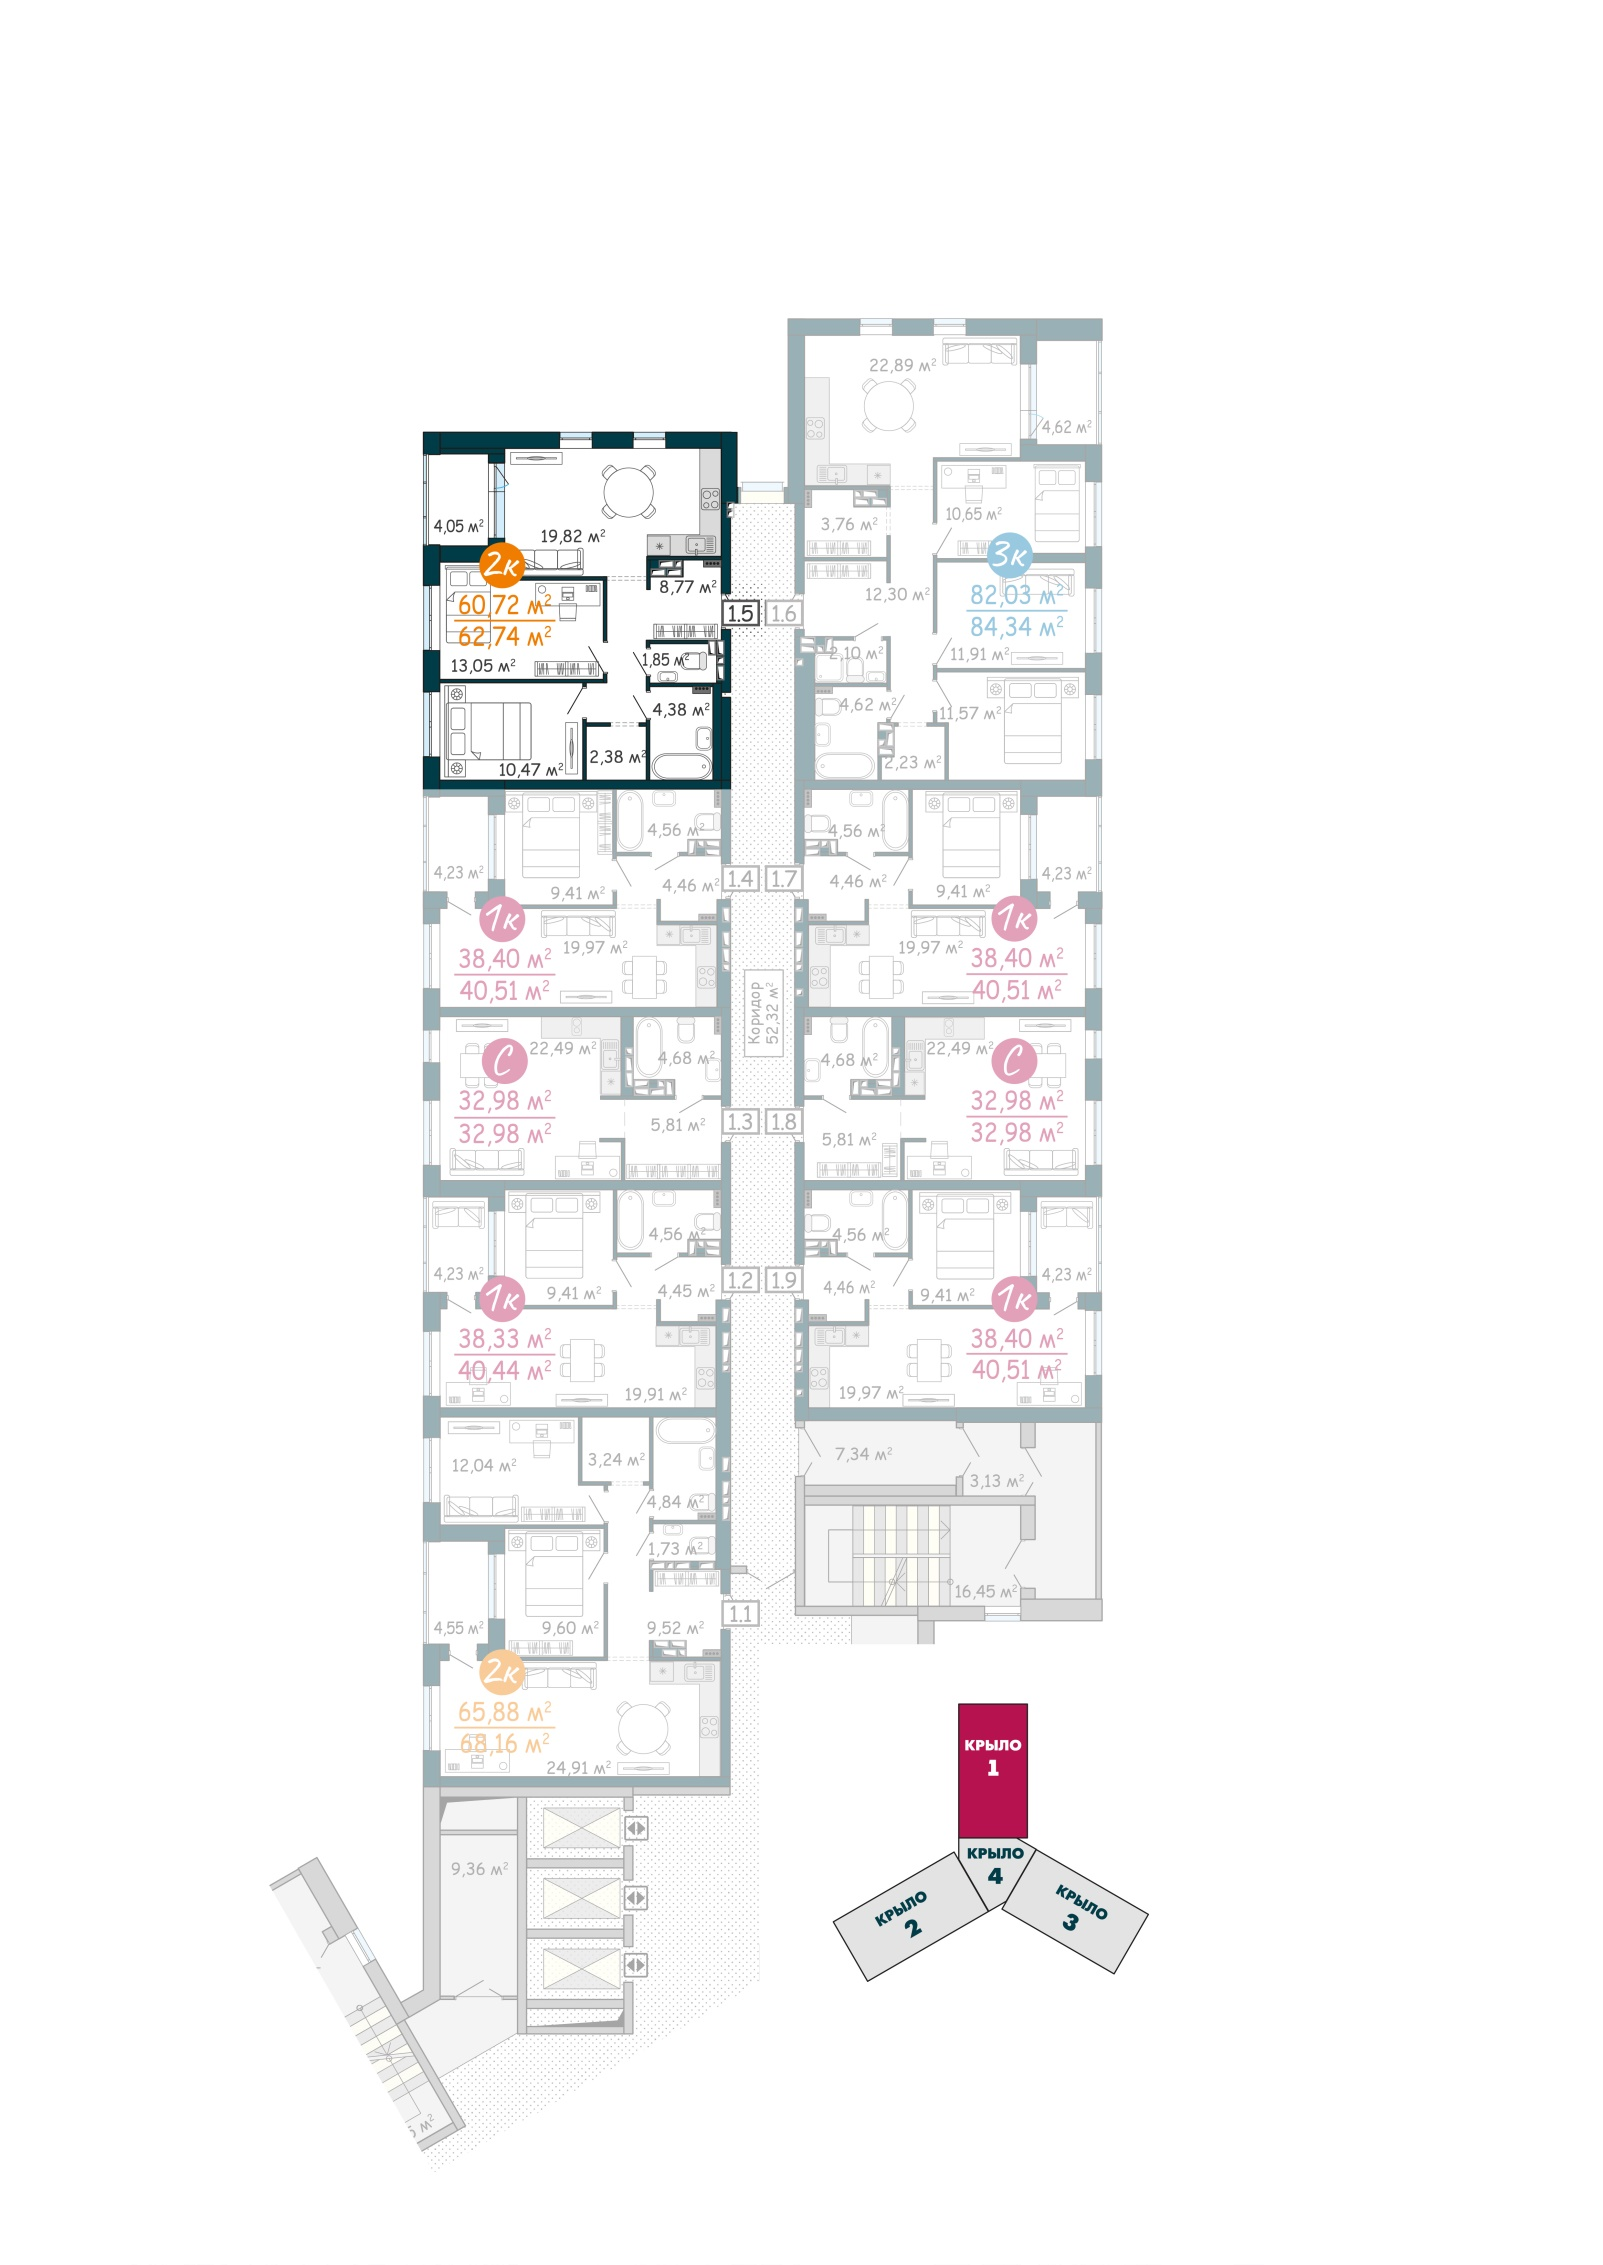 22,89 м²
4,62 м²
10,65 м²
3,76 м²
3к
82,03 м²
84,34 м²
12,30 м²
11,91 м²
2,10 м²
4,62 м²
11,57 м²
2,23 м²
4,05 м²
19,82 м²
2к
60,72 м²
62,74 м²
8,77 м²
13,05 м²
1,85 м²
4,38 м²
10,47 м²
2,38 м²
1.5
1.6
4,23 м²
9,41 м²
4,56 м²
4,46 м²
1к
38,40 м²
40,51 м²
19,97 м²
1.4
1.7
4,56 м²
4,46 м²
9,41 м²
4,23 м²
1к
38,40 м²
40,51 м²
19,97 м²
Коридор
52,32 м²
С
32,98 м²
32,98 м²
22,49 м²
4,68 м²
5,81 м²
1.3
1.8
4,68 м²
22,49 м²
5,81 м²
С
32,98 м²
32,98 м²
4,23 м²
9,41 м²
4,56 м²
4,45 м²
1к
38,33 м²
40,44 м²
19,91 м²
1.2
1.9
4,56 м²
4,46 м²
9,41 м²
4,23 м²
1к
38,40 м²
40,51 м²
19,97 м²
12,04 м²
3,24 м²
4,84 м²
1,73 м²
4,55 м²
9,60 м²
9,52 м²
1.1
2к
65,88 м²
68,16 м²
24,91 м²
7,34 м²
3,13 м²
16,45 м²
9,36 м²
КРЫЛО
1
КРЫЛО
4
КРЫЛО
2
КРЫЛО
3